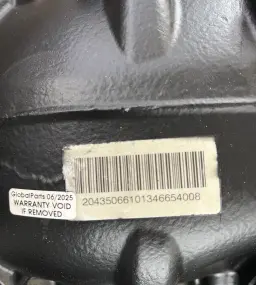 20435066101346654008
GlobalParts 06/2025
WARRANTY VOID
IF REMOVED